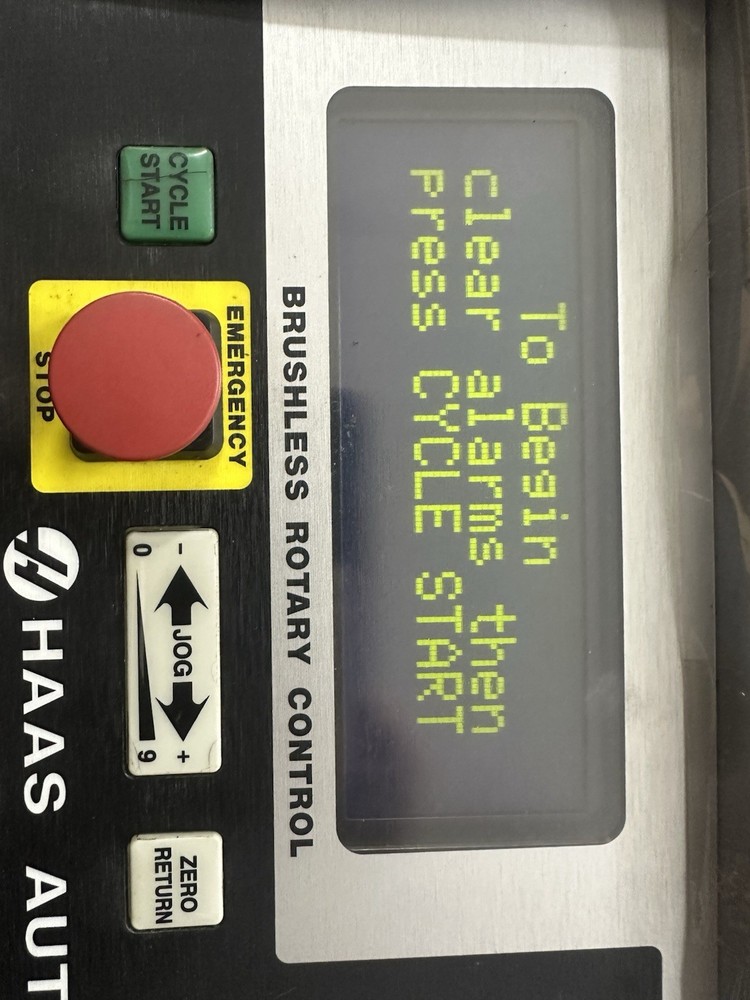 To Begin
clear alarms then
press CYCLE START
BRUSHLESS ROTARY CONTROL
CYCLE
START
EMERGENCY
STOP
- JOG +
0 9
ZERO
RETURN
HAAS AUT